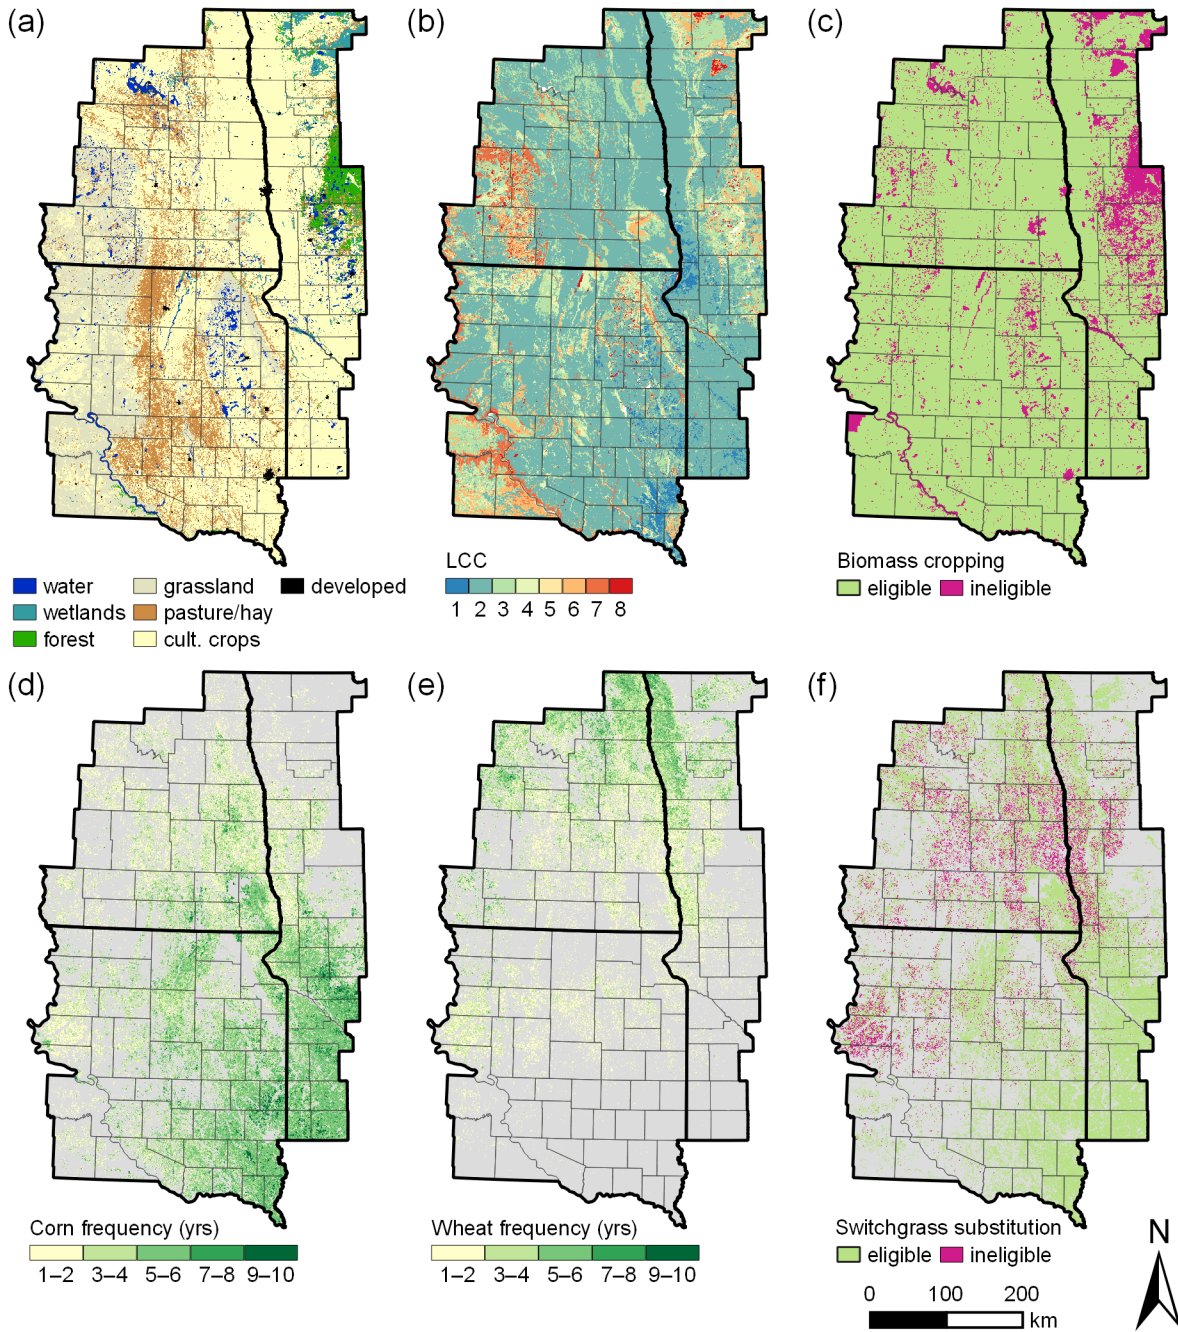 (a)
(b)
(c)
water
grassland
developed
wetlands
pasture/hay
forest
cult. crops
LCC
1 2 3 4 5 6 7 8
Biomass cropping
eligible
ineligible
(d)
(e)
(f)
Corn frequency (yrs)
1–2 3–4 5–6 7–8 9–10
Wheat frequency (yrs)
1–2 3–4 5–6 7–8 9–10
Switchgrass substitution
eligible
ineligible
0 100 200
km
N